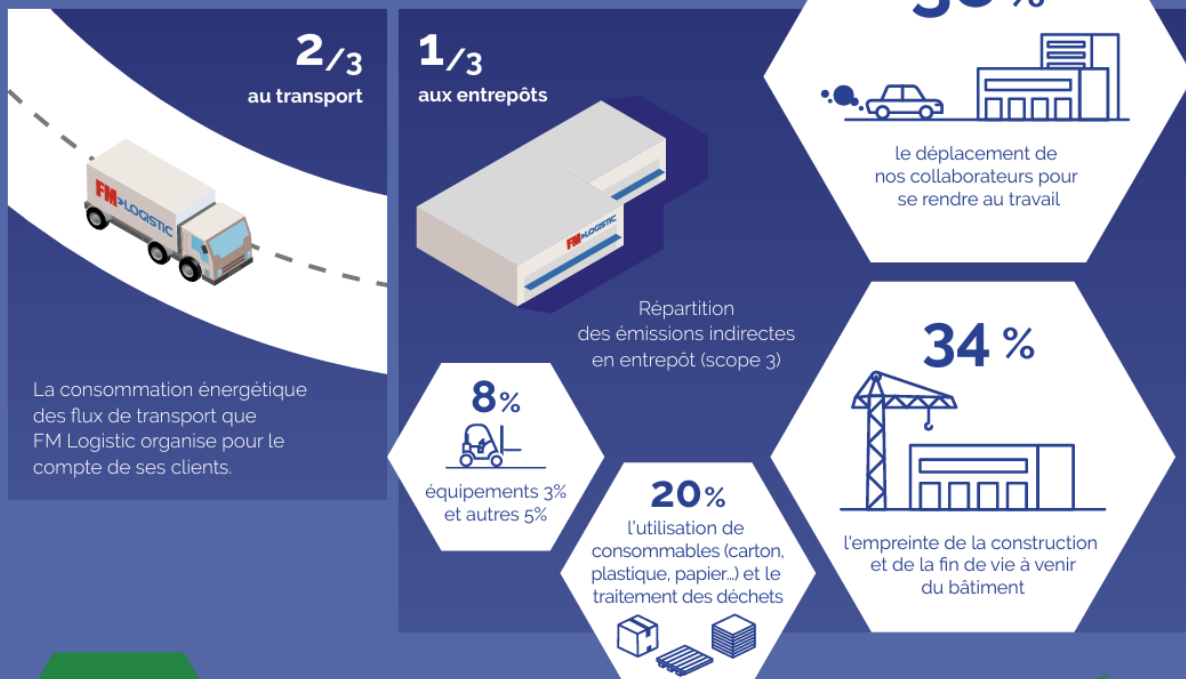 2/3
au transport
FM>LOGISTIC
La consommation énergétique
des flux de transport que
FM Logistic organise pour le
compte de ses clients.
1/3
aux entrepôts
FM>LOGISTIC
Répartition
des émissions indirectes
en entrepôt (scope 3)
%
le déplacement de
nos collaborateurs pour
se rendre au travail
34 %
l'empreinte de la construction
et de la fin de vie à venir
du bâtiment
8%
équipements 3%
et autres 5%
20%
l'utilisation de
consommables (carton,
plastique, papier...) et le
traitement des déchets